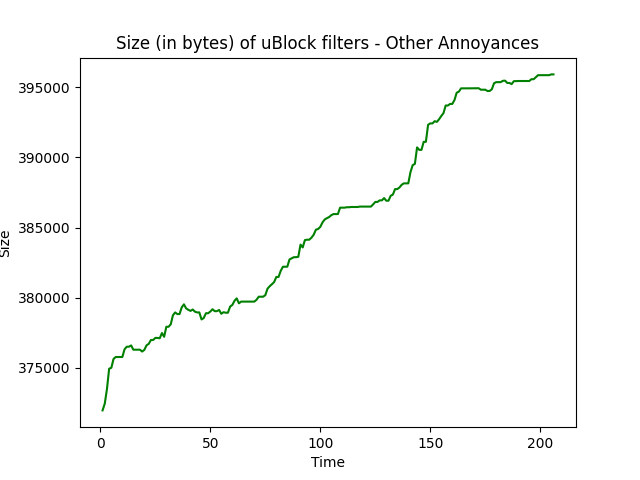 Size (in bytes) of uBlock filters - Other Annoyances
395000
390000
385000
380000
375000
Size
0 50 100 150 200
Time